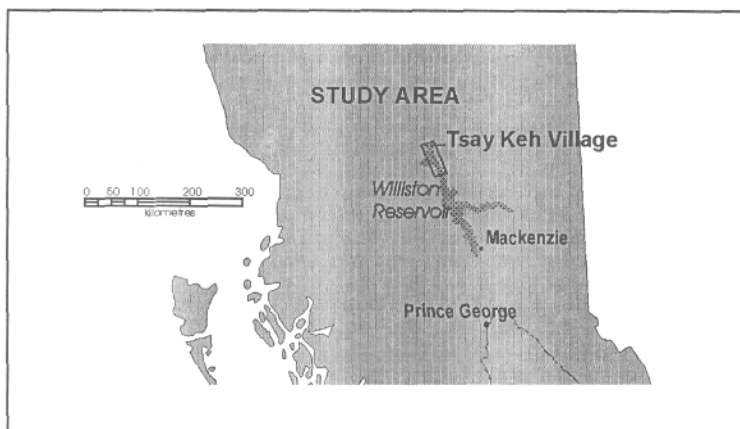 STUDY AREA
Tsay Keh Village
Williston
Reservoir
0 50 100 200 300
kilometres
Mackenzie
Prince George